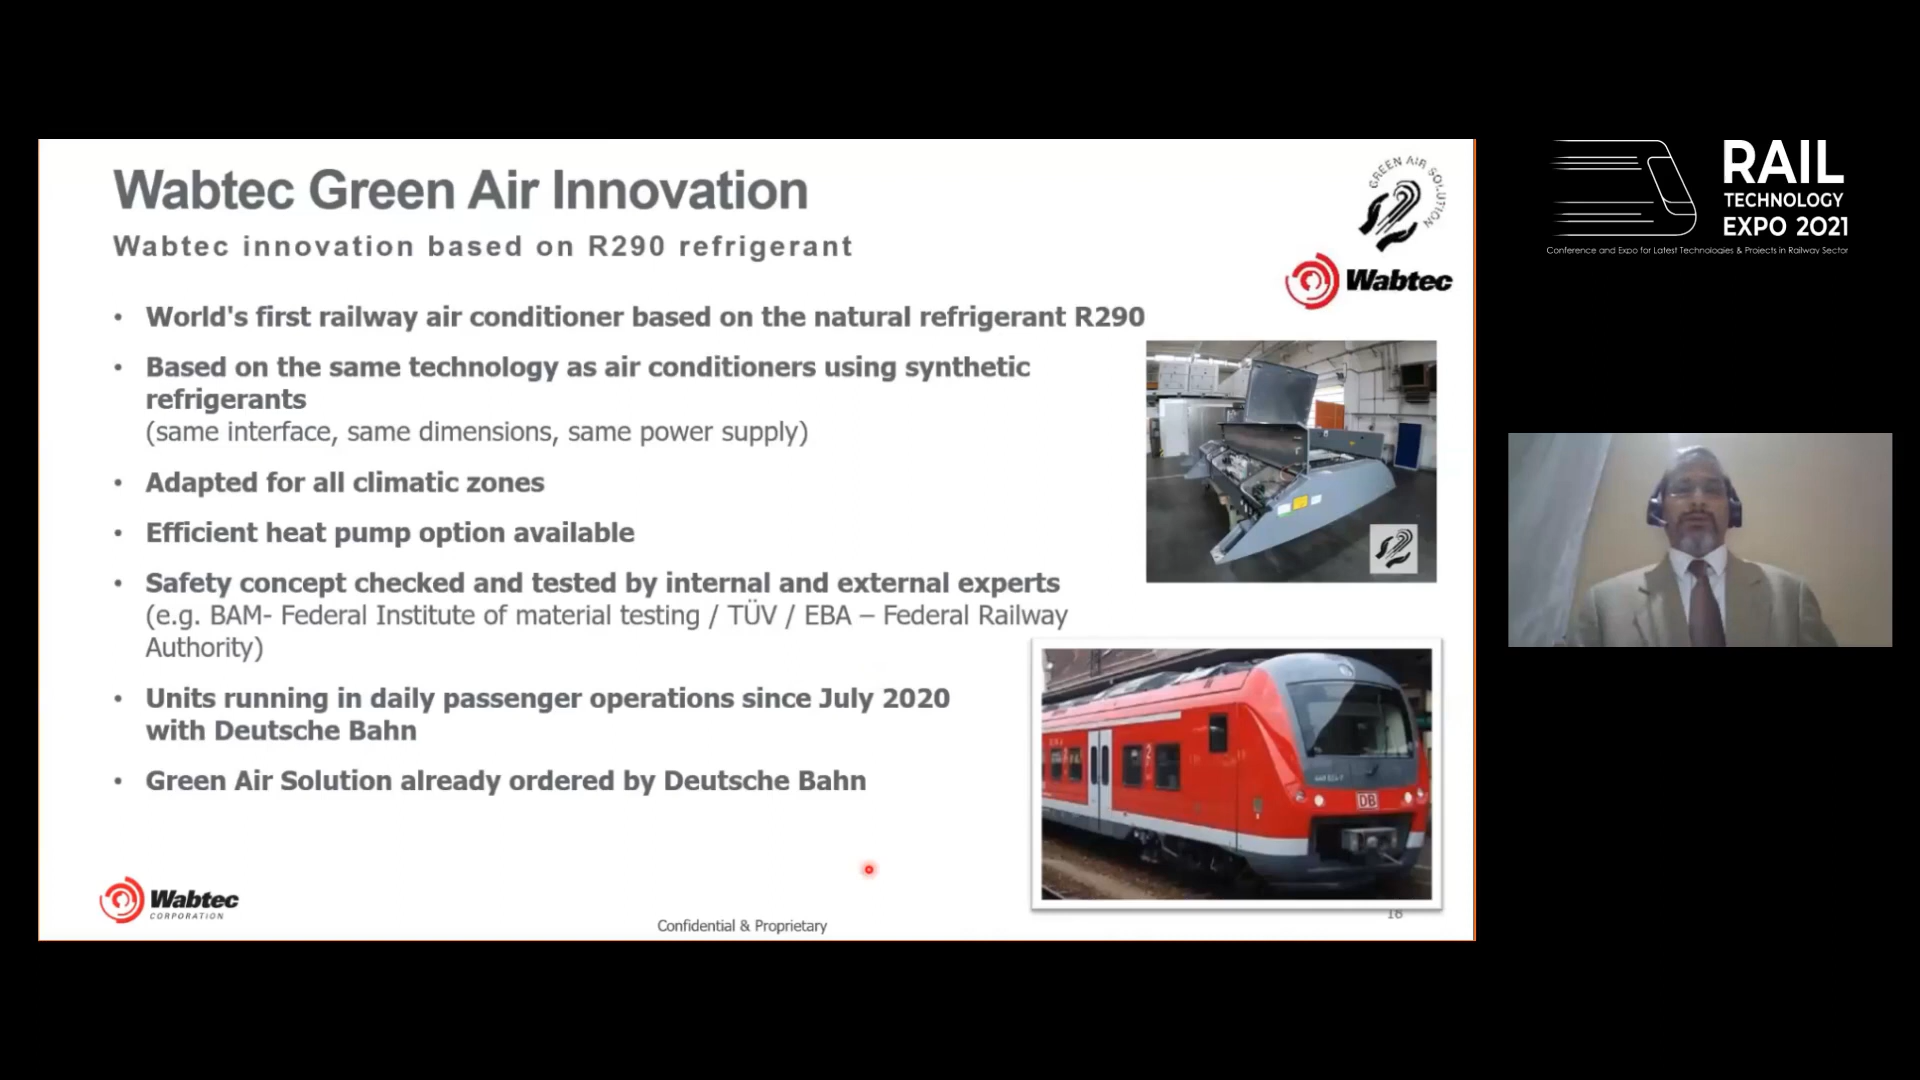 Wabtec Green Air Innovation
Wabtec innovation based on R290 refrigerant
GREEN AIR SOLUTION
Wabtec
• World's first railway air conditioner based on the natural refrigerant R290
• Based on the same technology as air conditioners using synthetic
refrigerants
(same interface, same dimensions, same power supply)
• Adapted for all climatic zones
• Efficient heat pump option available
• Safety concept checked and tested by internal and external experts
(e.g. BAM- Federal Institute of material testing / TÜV / EBA – Federal Railway
Authority)
• Units running in daily passenger operations since July 2020
with Deutsche Bahn
• Green Air Solution already ordered by Deutsche Bahn
2
DB
Wabtec
CORPORATION
Confidential & Proprietary
RAIL
TECHNOLOGY
EXPO 2021
Conference and Expo for Latest Technologies & Projects in Railway Sector